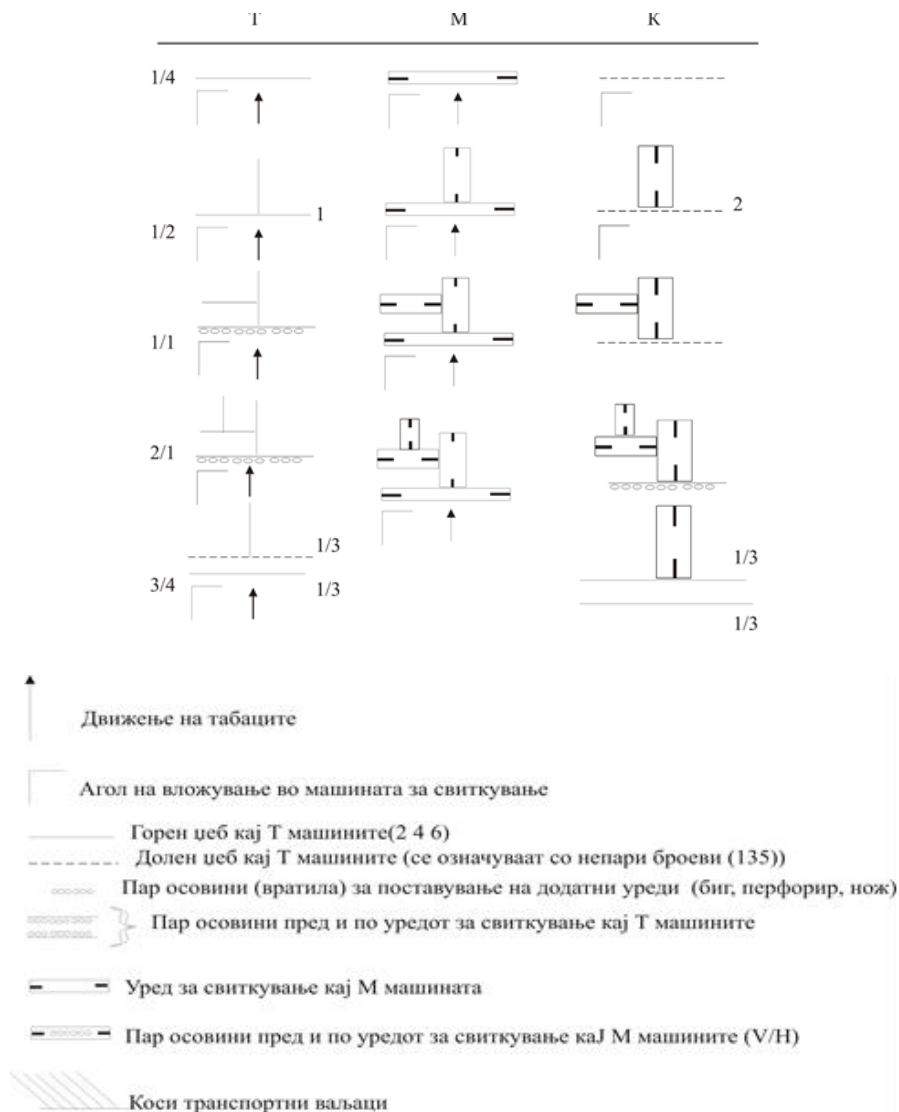 Т М К
1/4
1
2
1/2
1/1
2/1
1/3
1/3
3/4
1/3
1/3
Движење на табаците
Агол на вложување во машината за свиткување
Горен џеб кај Т машините(2 4 6)
Долен џеб кај Т машините (се означуваат со непари броеви (135))
Пар осовини (вратила) за поставување на додатни уреди (биг, перфорир, нож)
Пар осовини пред и по уредот за свиткување кај Т машините
Уред за свиткување кај М машината
Пар осовини пред и по уредот за свиткување каЈ М машините (V/H)
Коси транспортни ваљаци